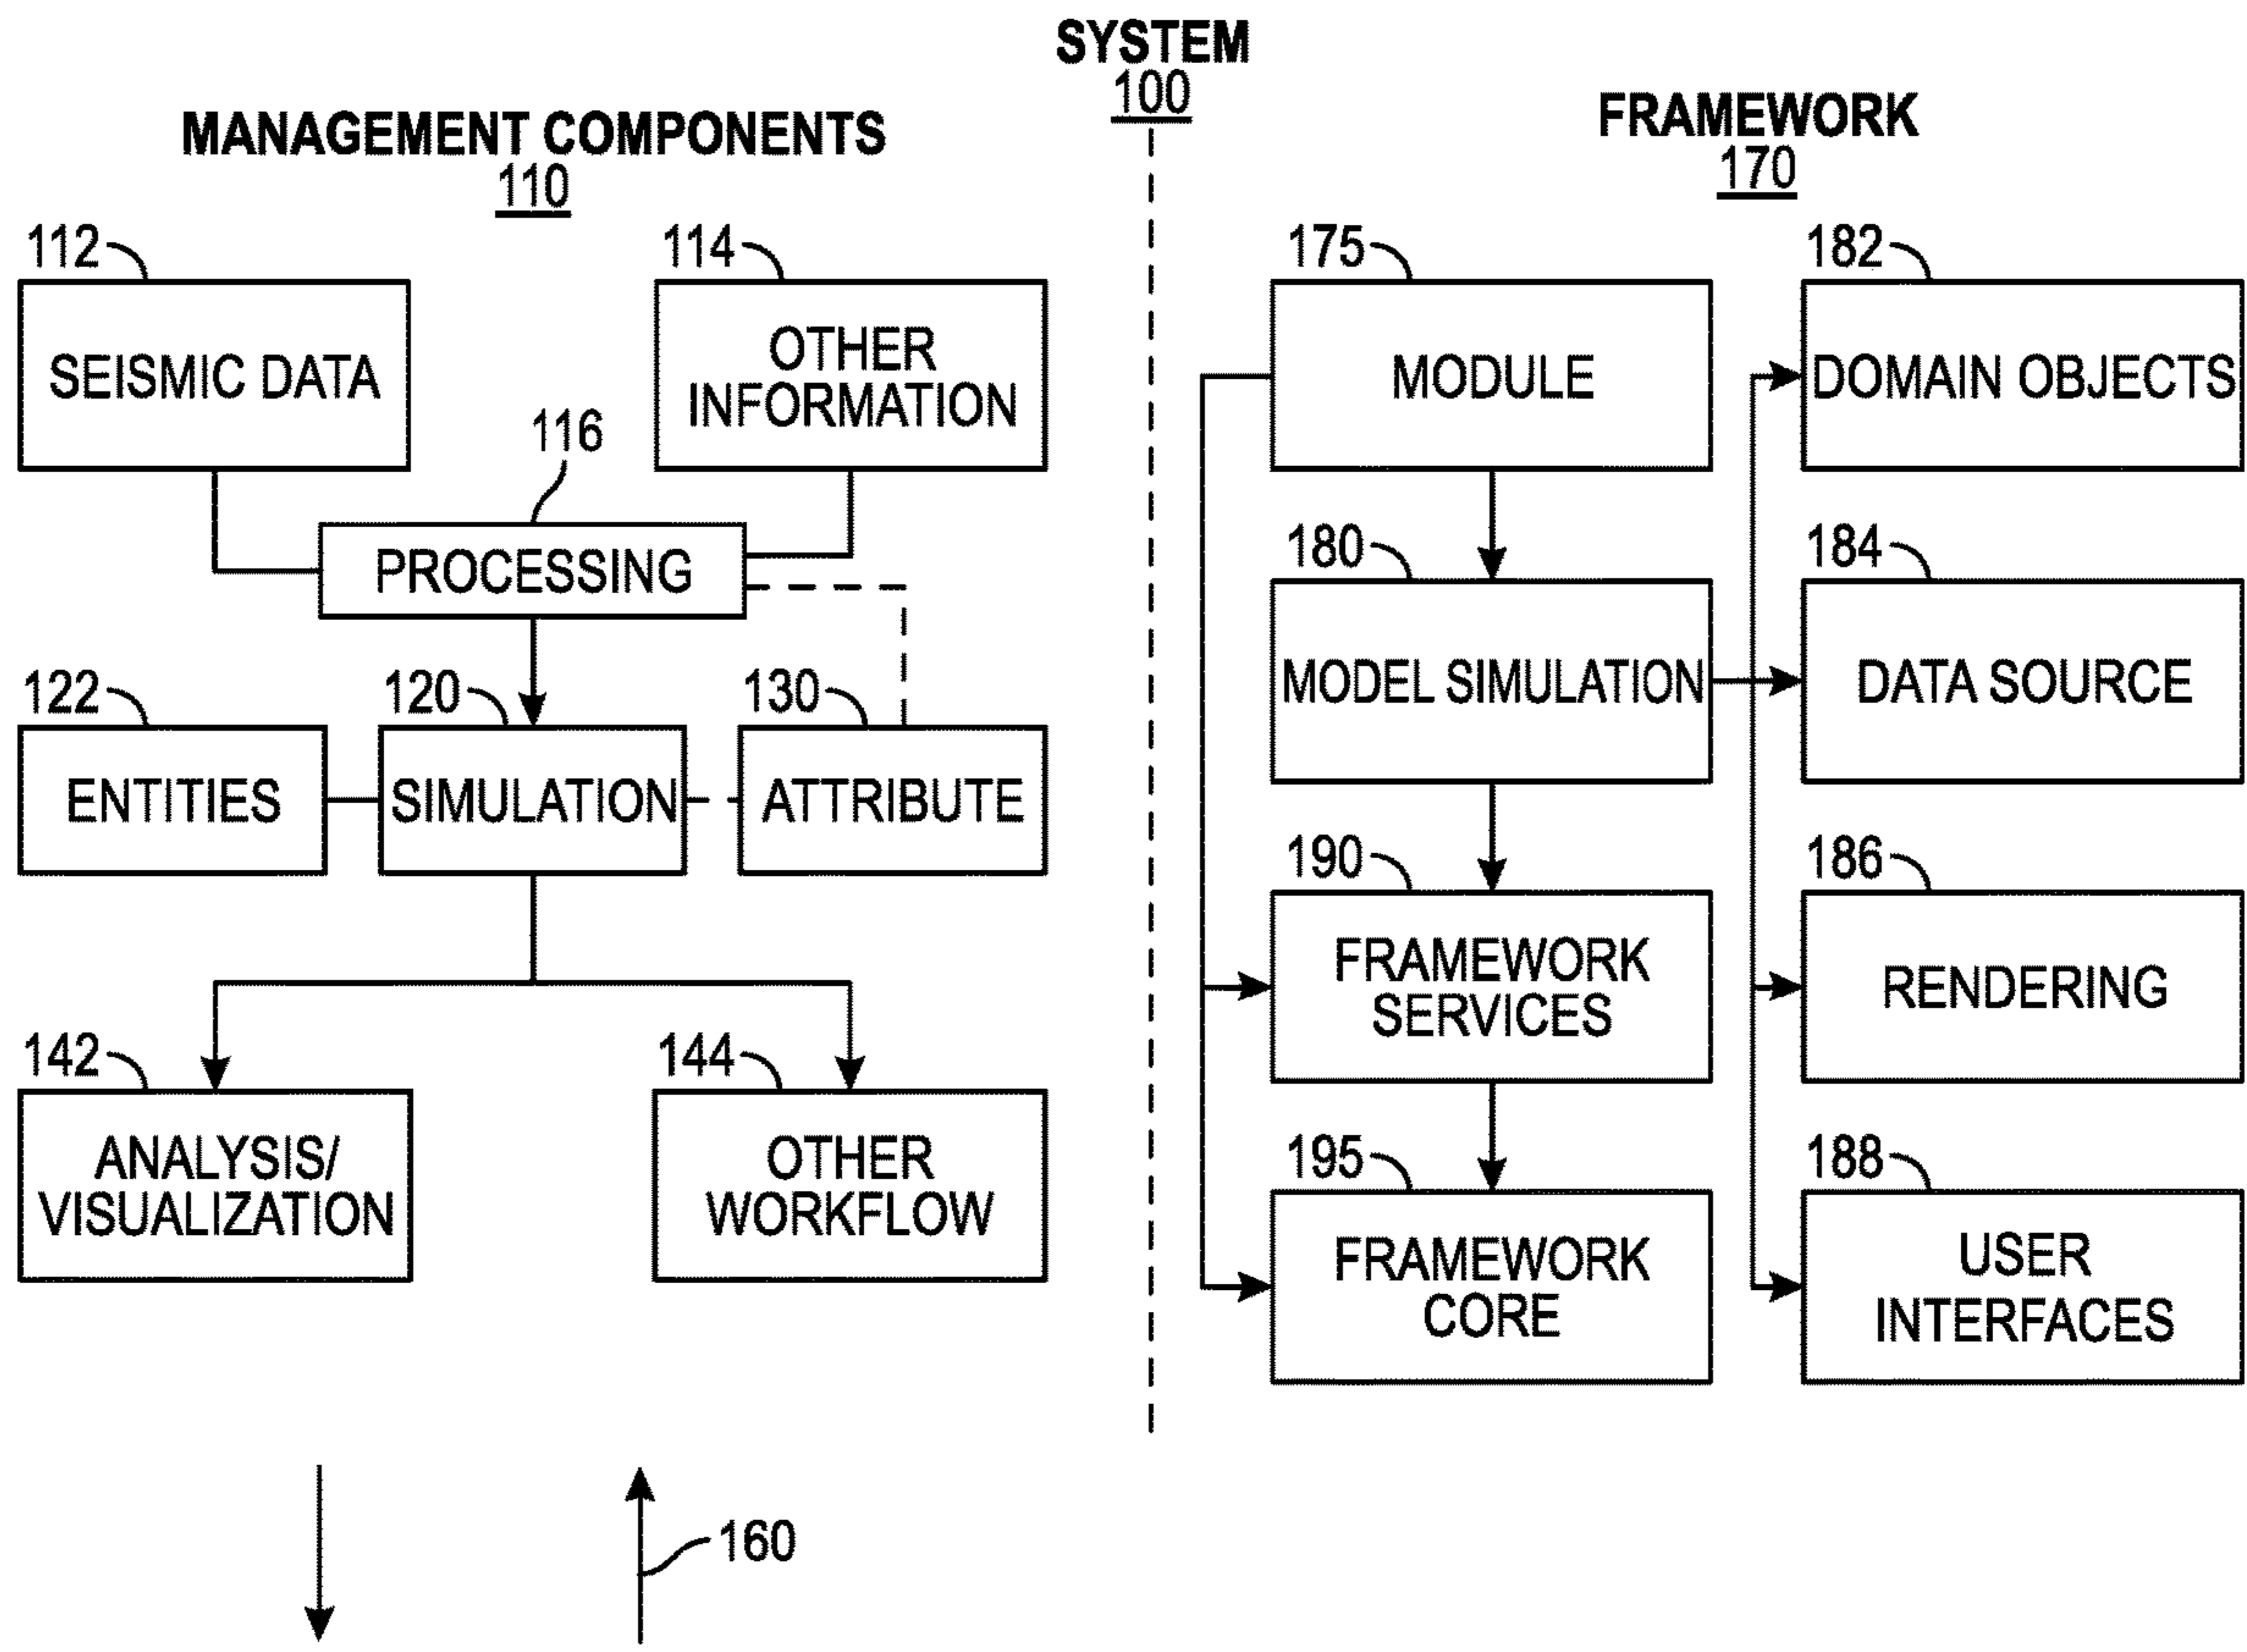 SYSTEM
100
MANAGEMENT COMPONENTS
110
112
SEISMIC DATA
114
OTHER
INFORMATION
116
PROCESSING
122
ENTITIES
120
SIMULATION
130
ATTRIBUTE
142
ANALYSIS/
VISUALIZATION
144
OTHER
WORKFLOW
160
FRAMEWORK
170
175
MODULE
180
MODEL SIMULATION
190
FRAMEWORK
SERVICES
195
FRAMEWORK
CORE
182
DOMAIN OBJECTS
184
DATA SOURCE
186
RENDERING
188
USER
INTERFACES